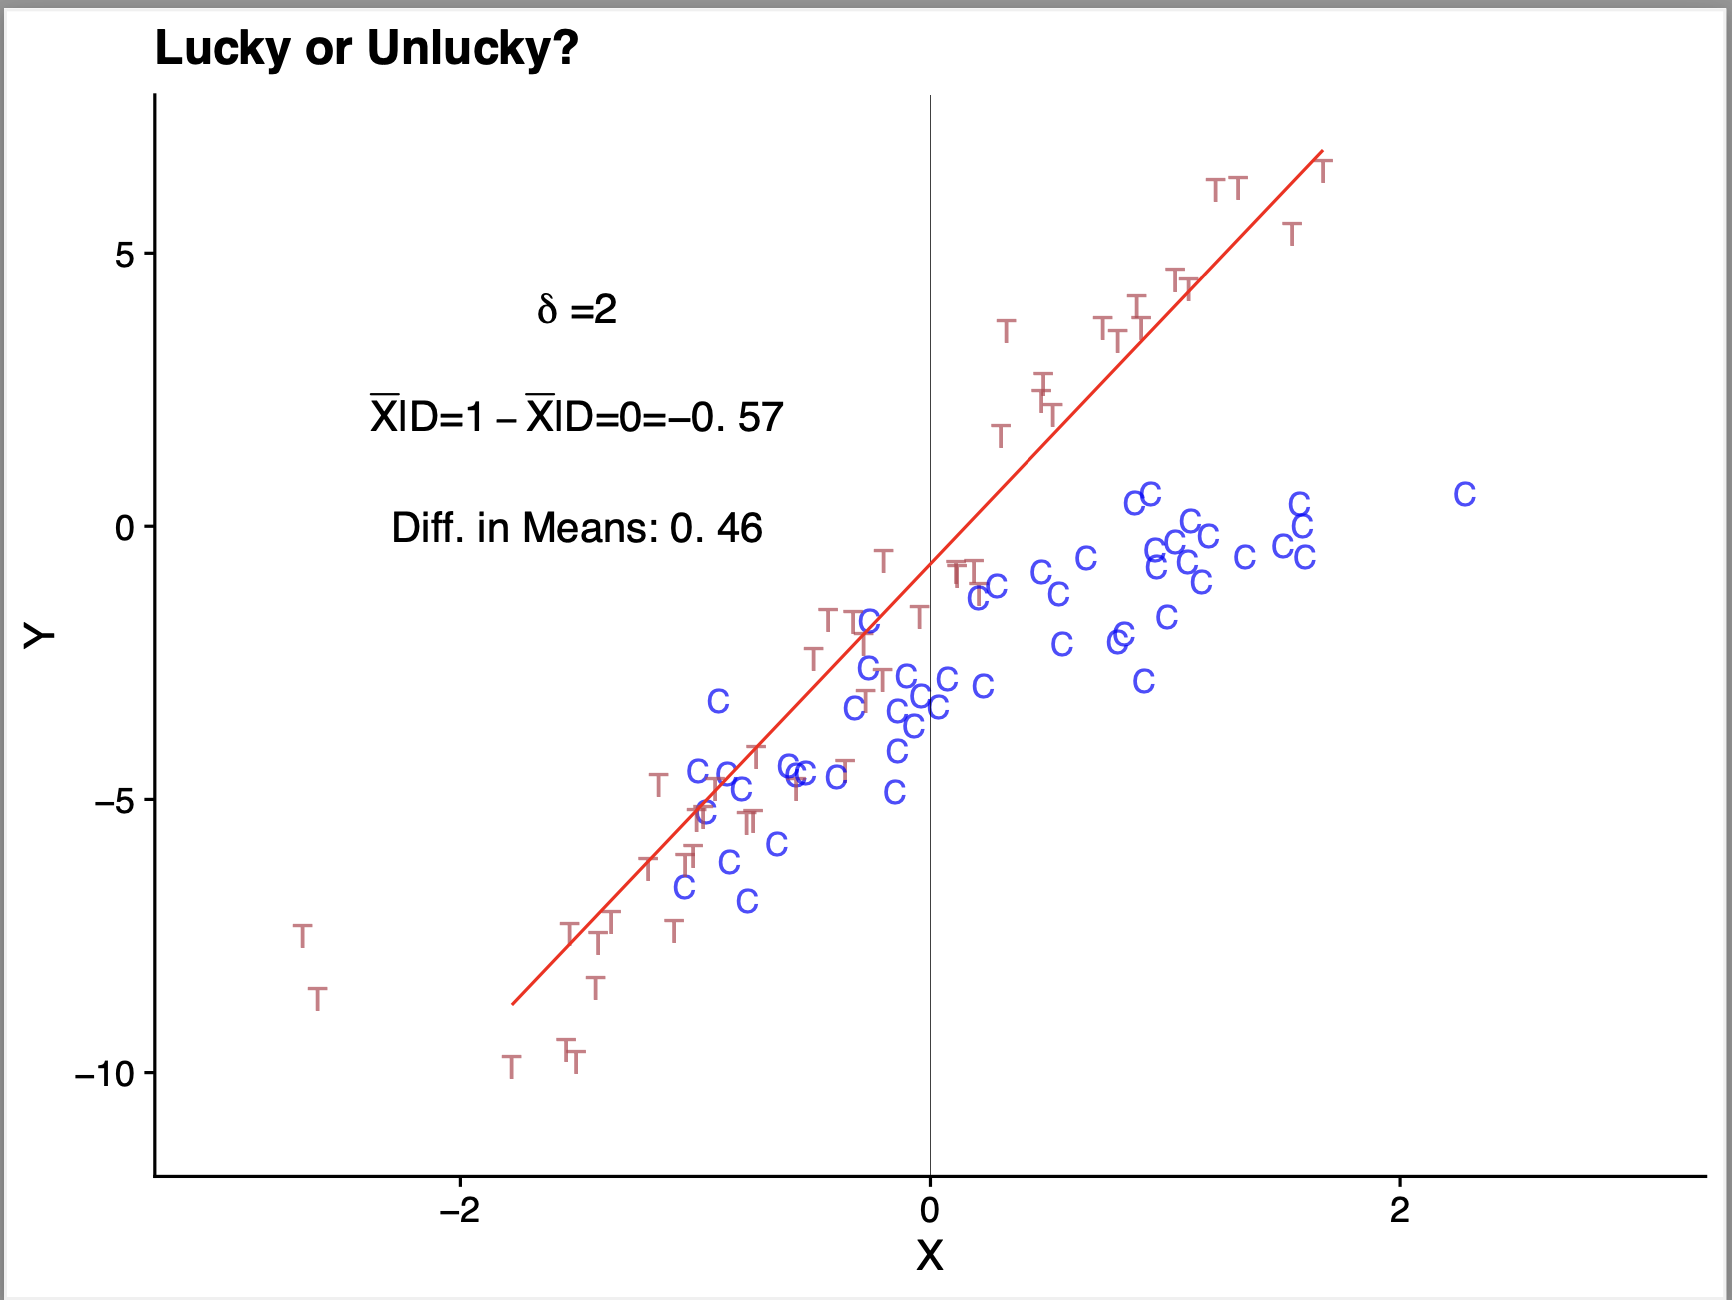 Lucky or Unlucky?
δ =2
X̅|D=1 − X̅|D=0=−0. 57
Diff. in Means: 0. 46
5
0
−5
−10
Y
−2
0
2
X